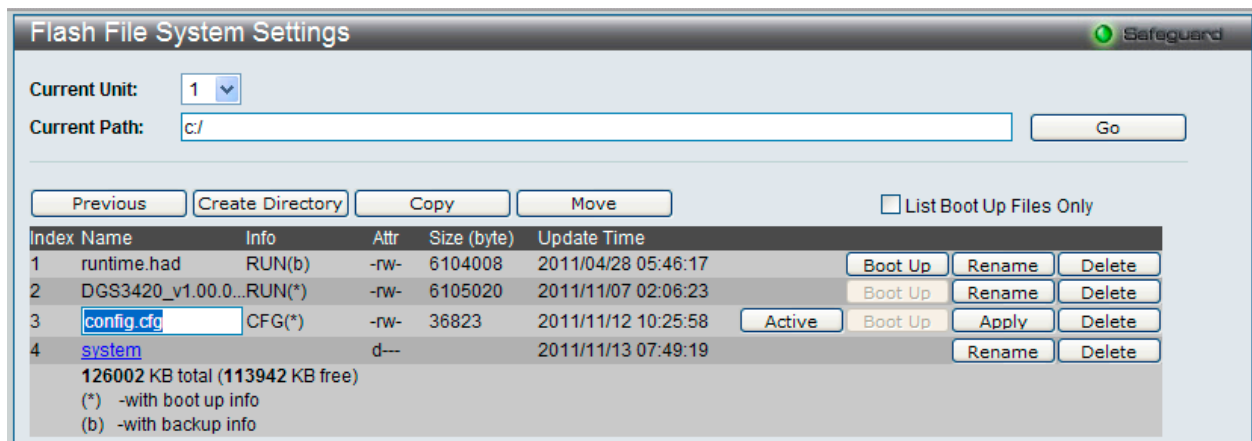 Flash File System Settings
Safeguard
Current Unit: 1
Current Path: c:/ Go
Previous Create Directory Copy Move List Boot Up Files Only
Index Name Info Attr Size (byte) Update Time
1 runtime.had RUN(b) -rw- 6104008 2011/04/28 05:46:17 Boot Up Rename Delete
2 DGS3420_v1.00.0...RUN(*) -rw- 6105020 2011/11/07 02:06:23 Boot Up Rename Delete
3 config.cfg CFG(*) -rw- 36823 2011/11/12 10:25:58 Active Boot Up Apply Delete
4 system d--- 2011/11/13 07:49:19 Rename Delete
126002 KB total (113942 KB free)
(*) -with boot up info
(b) -with backup info